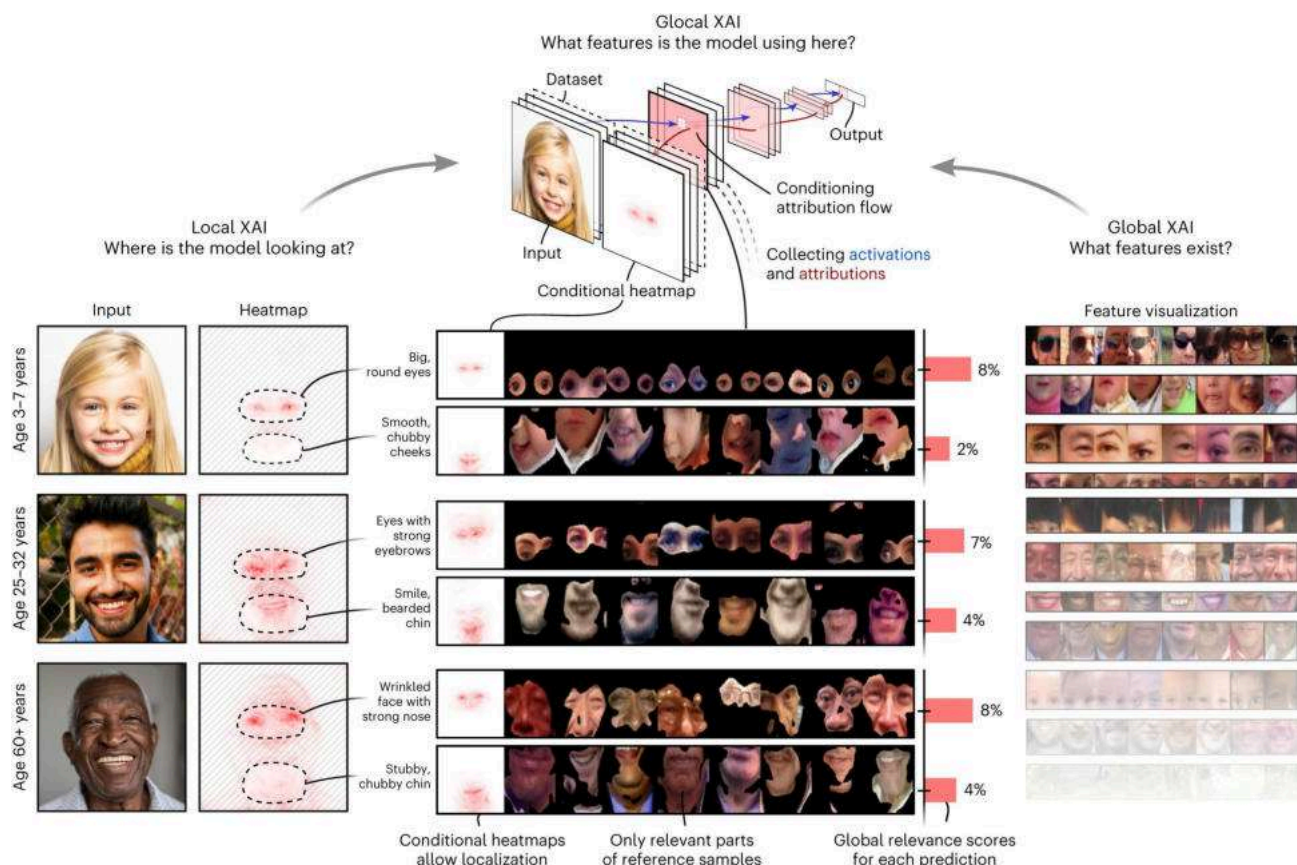 Glocal XAI
What features is the model using here?
Dataset
Output
Conditioning
attribution flow
Input
Collecting activations
and attributions
Conditional heatmap
Local XAI
Where is the model looking at?
Global XAI
What features exist?
Input
Heatmap
Feature visualization
Age 3–7 years
Big,
round eyes
8%
Smooth,
chubby
cheeks
2%
Age 25–32 years
Eyes with
strong
eyebrows
7%
Smile,
bearded
chin
4%
Age 60+ years
Wrinkled
face with
strong nose
8%
Stubby,
chubby chin
4%
Conditional heatmaps
allow localization
Only relevant parts
of reference samples
Global relevance scores
for each prediction